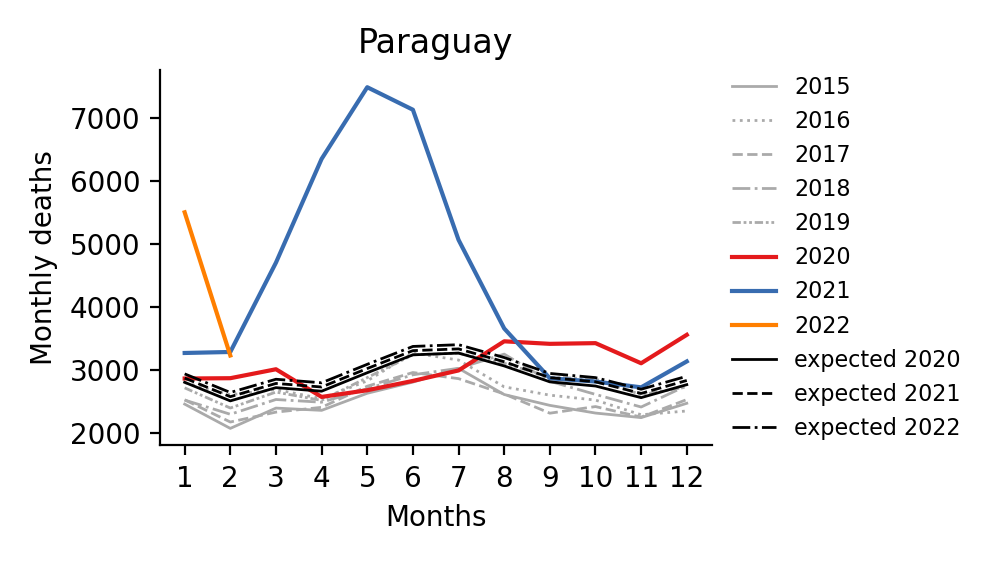 Paraguay
Monthly deaths
7000
6000
5000
4000
3000
2000
1 2 3 4 5 6 7 8 9 10 11 12
Months
2015
2016
2017
2018
2019
2020
2021
2022
expected 2020
expected 2021
expected 2022